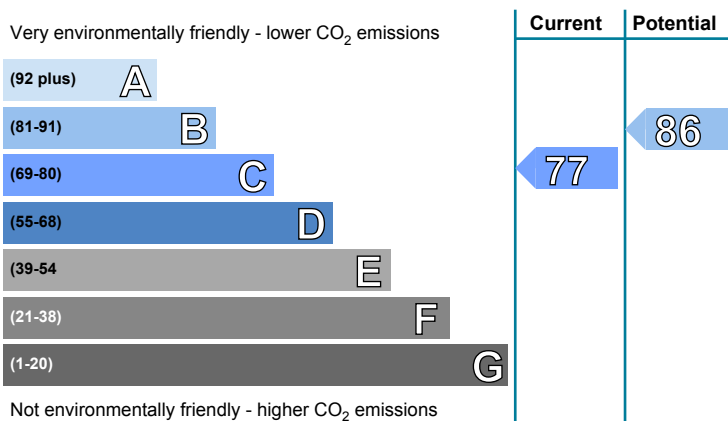 Very environmentally friendly - lower CO2 emissions
Current
Potential
(92 plus) A
(81-91) B
(69-80) C
(55-68) D
(39-54 E
(21-38) F
(1-20) G
77
86
Not environmentally friendly - higher CO2 emissions